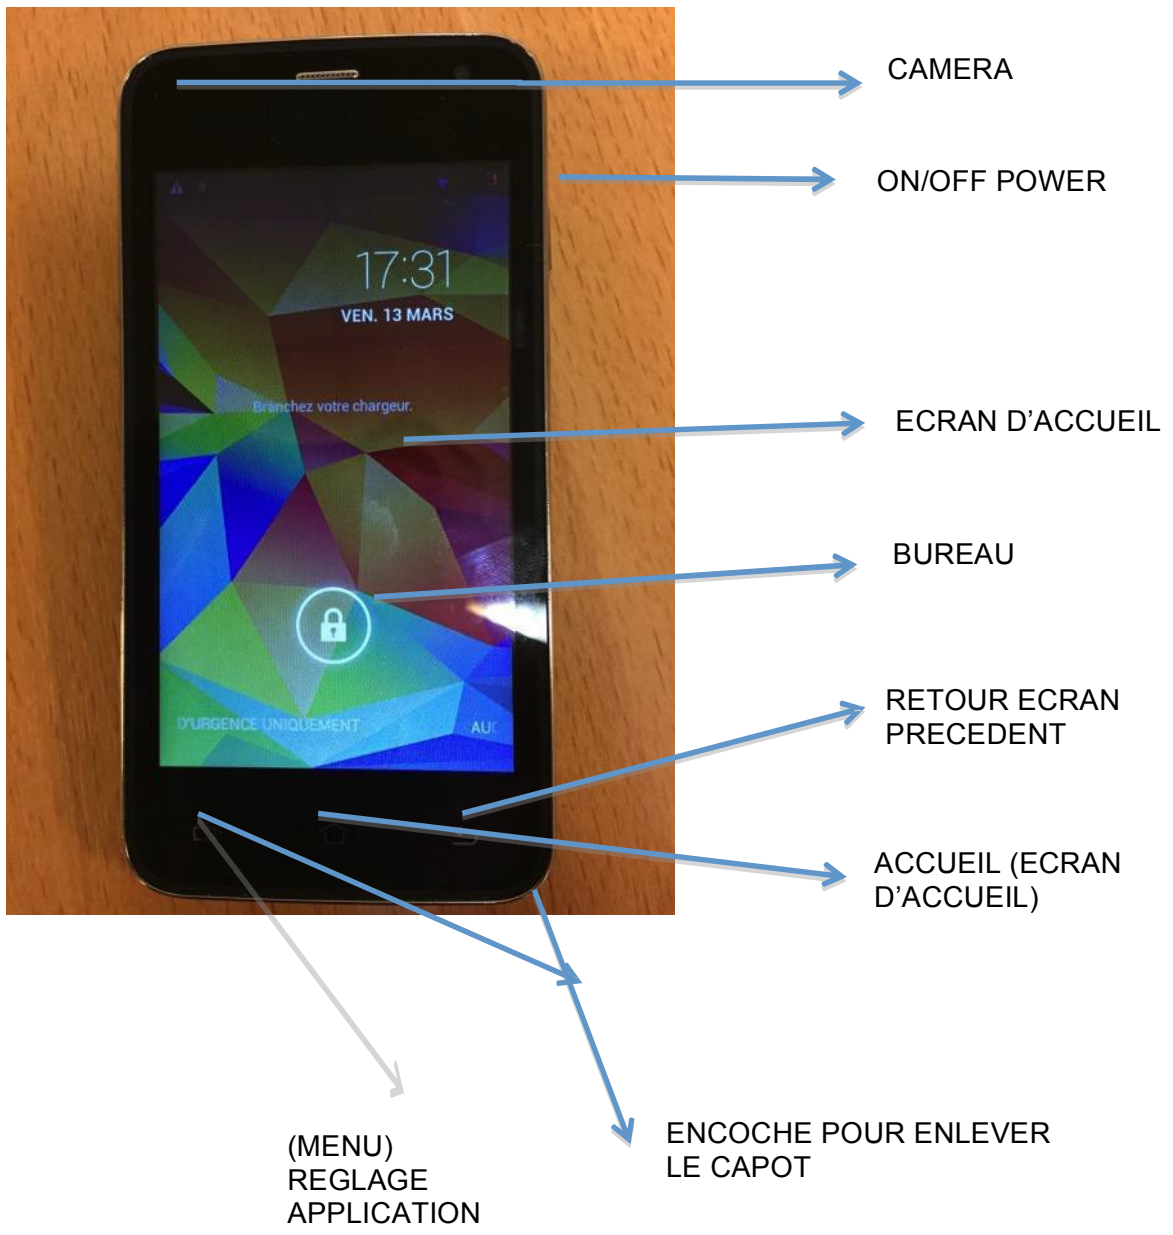 CAMERA
ON/OFF POWER
17:31
VEN. 13 MARS
Branchez votre chargeur.
ECRAN D’ACCUEIL
BUREAU
RETOUR ECRAN
PRECEDENT
D'URGENCE UNIQUEMENT AUC
ACCUEIL (ECRAN
D’ACCUEIL)
ENCOCHE POUR ENLEVER
LE CAPOT
(MENU)
REGLAGE
APPLICATION